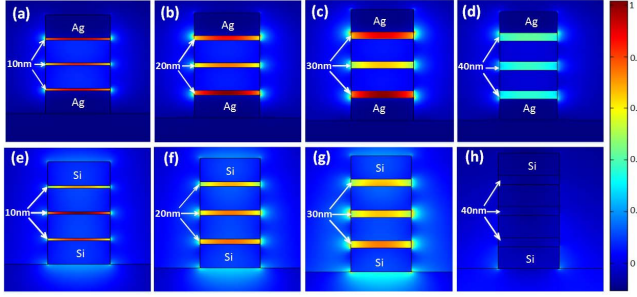 (a) Ag 10nm Ag
(b) Ag 20nm Ag
(c) Ag 30nm Ag
(d) Ag 40nm Ag
(e) Si 10nm Si
(f) Si 20nm Si
(g) Si 30nm Si
(h) Si 40nm Si
1
0